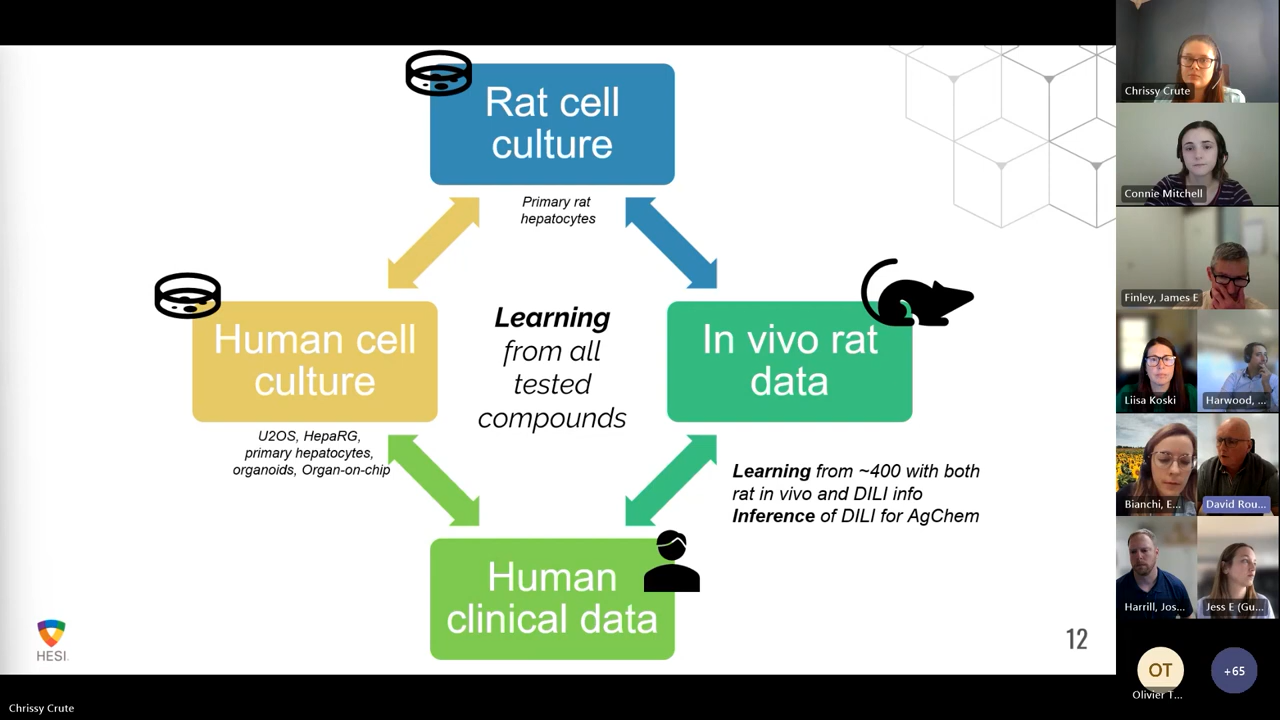 Rat cell
culture
Primary rat
hepatocytes
Human cell
culture
U2OS, HepaRG,
primary hepatocytes,
organoids, Organ-on-chip
Learning
from all
tested
compounds
In vivo rat
data
Learning from ~400 with both
rat in vivo and DILI info
Inference of DILI for AgChem
Human
clinical data
HESI
12
Chrissy Crute
Connie Mitchell
Finley, James E
Liisa Koski
Harwood, ...
Bianchi, E...
David Rou...
Harrill, Jos...
Jess E (Gu...
OT
Olivier T...
+65
Chrissy Crute